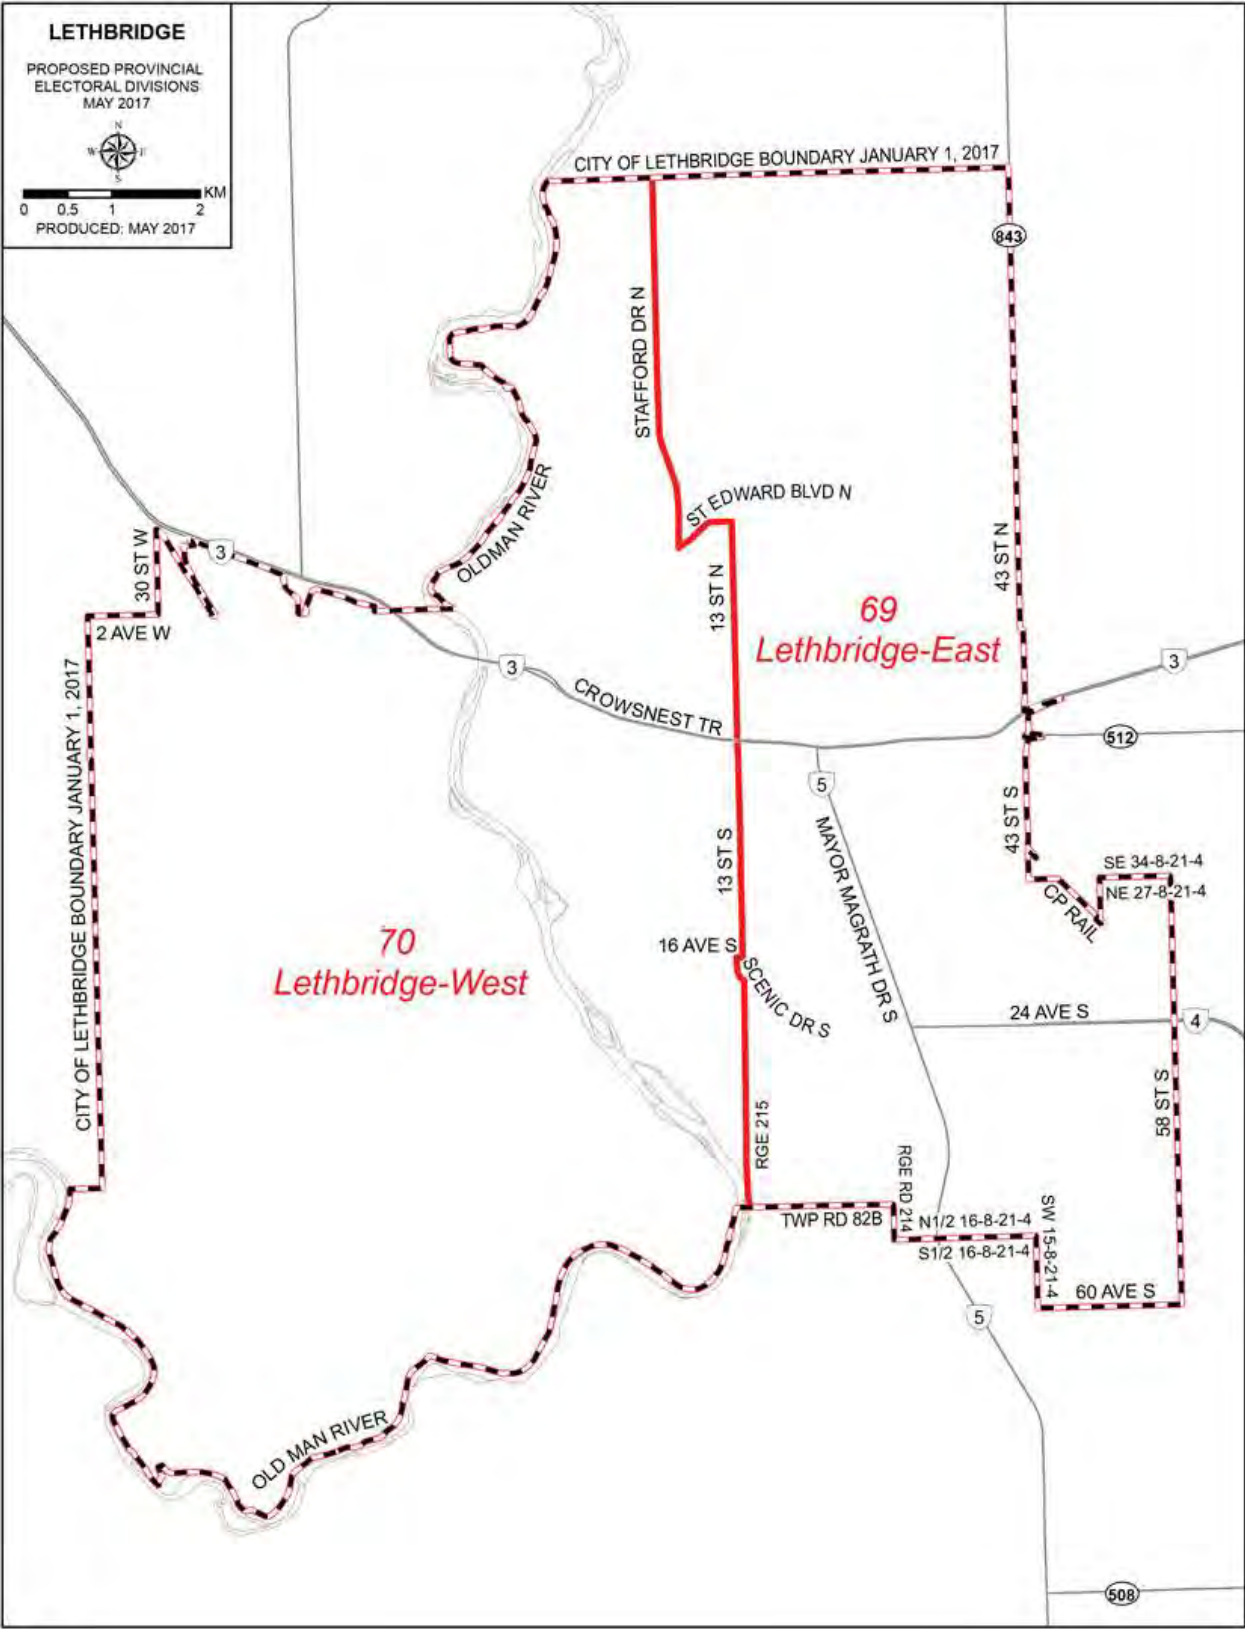 LETHBRIDGE
PROPOSED PROVINCIAL
ELECTORAL DIVISIONS
MAY 2017
N
W
E
S
KM
0 0.5 1 2
PRODUCED: MAY 2017
CITY OF LETHBRIDGE BOUNDARY JANUARY 1, 2017
843
STAFFORD DR N
OLDMAN RIVER
ST EDWARD BLVD N
43 ST N
30 ST W
3
13 ST N
2 AVE W
69
Lethbridge-East
3
3
CROWSNEST TR
512
5
CITY OF LETHBRIDGE BOUNDARY JANUARY 1, 2017
43 ST S
13 ST S
MAYOR MAGRATH DR S
SE 34-8-21-4
NE 27-8-21-4
CP RAIL
70
Lethbridge-West
16 AVE S
SCENIC DR S
24 AVE S
4
58 ST S
RGE 215
RGE RD 214
TWP RD 82B
N1/2 16-8-21-4
S1/2 16-8-21-4
SW 15-8-21-4
60 AVE S
5
OLD MAN RIVER
508